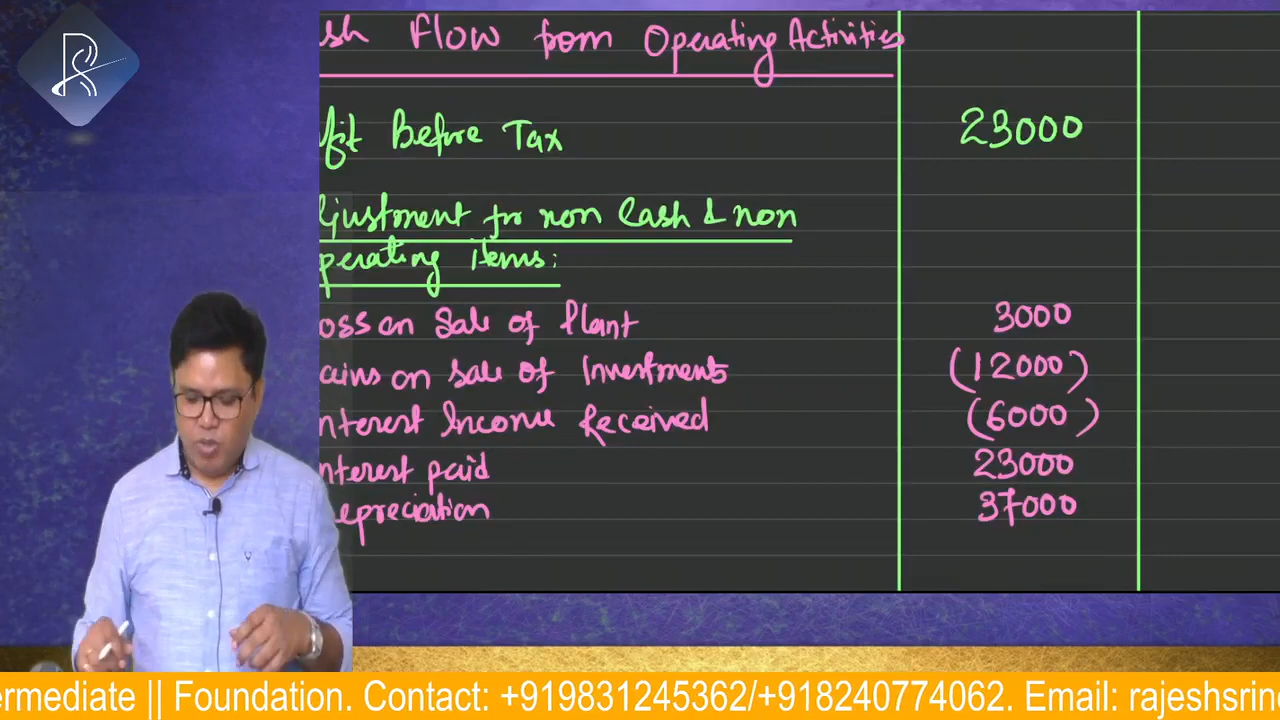 sh Flow from Operating Activities
fit Before Tax 23000
djustment for non Cash & non
perating items:
oss on Sale of Plant 3000
ains on Sale of Investments (12000)
nterest Income Received (6000)
nterest paid 23000
epreciation 37000
ermediate || Foundation. Contact: +919831245362/+918240774062. Email: rajeshsrin